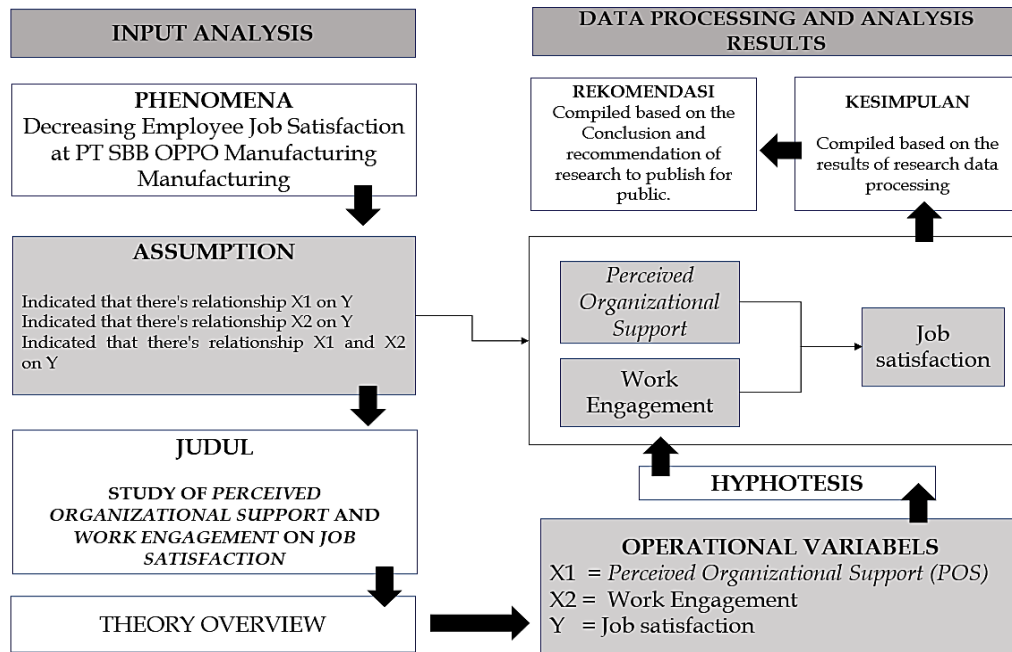 INPUT ANALYSIS
PHENOMENA
Decreasing Employee Job Satisfaction
at PT SBB OPPO Manufacturing
Manufacturing
ASSUMPTION
Indicated that there's relationship X1 on Y
Indicated that there's relationship X2 on Y
Indicated that there's relationship X1 and X2
on Y
JUDUL
STUDY OF PERCEIVED
ORGANIZATIONAL SUPPORT AND
WORK ENGAGEMENT ON JOB
SATISFACTION
THEORY OVERVIEW
DATA PROCESSING AND ANALYSIS
RESULTS
REKOMENDASI
Compiled based on the
Conclusion and
recommendation of
research to publish for
public.
KESIMPULAN
Compiled based on the
results of research data
processing
Perceived
Organizational
Support
Work
Engagement
Job
satisfaction
HYPHOTESIS
OPERATIONAL VARIABELS
X1 = Perceived Organizational Support (POS)
X2 = Work Engagement
Y = Job satisfaction